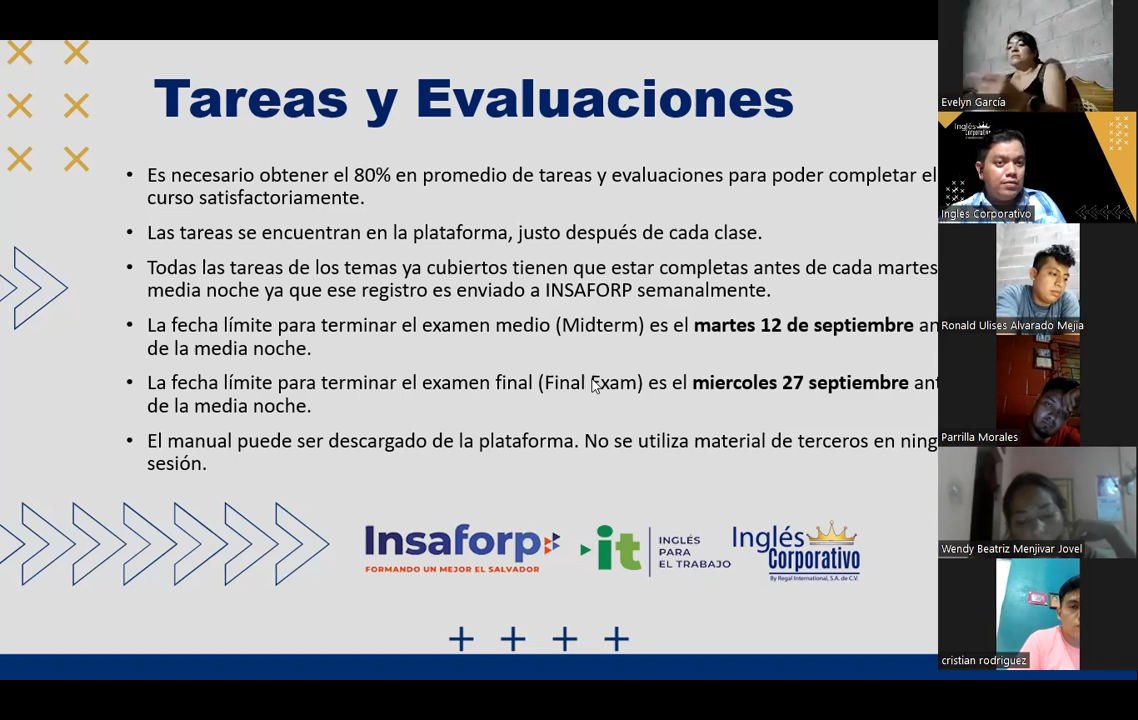 Tareas y Evaluaciones
• Es necesario obtener el 80% en promedio de tareas y evaluaciones para poder completar el
curso satisfactoriamente.
• Las tareas se encuentran en la plataforma, justo después de cada clase.
• Todas las tareas de los temas ya cubiertos tienen que estar completas antes de cada martes
media noche ya que ese registro es enviado a INSAFORP semanalmente.
• La fecha límite para terminar el examen medio (Midterm) es el martes 12 de septiembre an
de la media noche.
• La fecha límite para terminar el examen final (Final Exam) es el miercoles 27 septiembre ant
de la media noche.
• El manual puede ser descargado de la plataforma. No se utiliza material de terceros en ning
sesión.
Insaforp
FORMANDO UN MEJOR EL SALVADOR
it
INGLÉS
PARA
EL TRABAJO
Inglés
Corporativo
By Regal International, S.A. de C.V.
Evelyn García
Inglés
Corporativo
Ingles Corporativo
Ronald Ulises Alvarado Mejia
Parrilla Morales
Wendy Beatriz Menjivar Jovel
cristian rodriguez